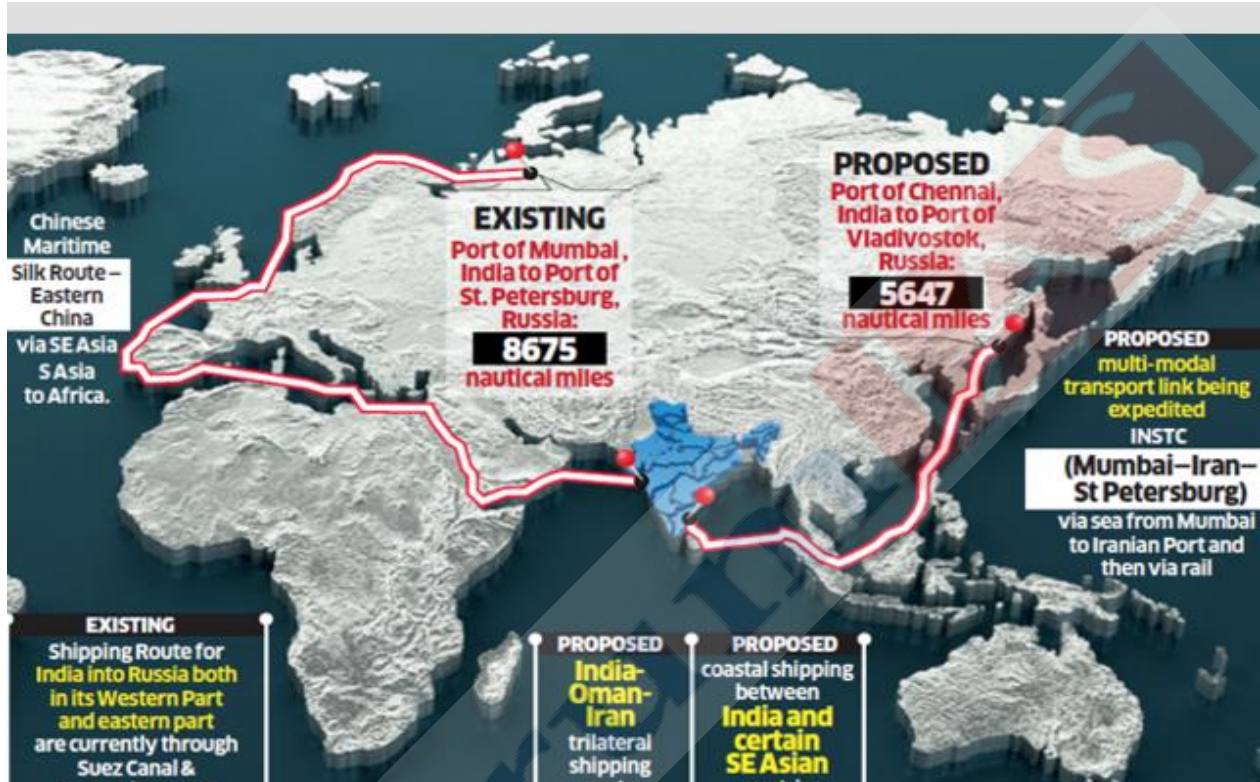 Chinese
Maritime
Silk Route–
Eastern
China
via SE Asia
S Asia
to Africa.
EXISTING
Port of Mumbai,
India to Port of
St. Petersburg,
Russia:
8675
nautical miles
PROPOSED
Port of Chennai,
India to Port of
Vladivostok,
Russia:
5647
nautical miles
PROPOSED
multi-modal
transport link being
expedited
INSTC
(Mumbai–Iran–
St Petersburg)
via sea from Mumbai
to Iranian Port and
then via rail
EXISTING
Shipping Route for
India into Russia both
in its Western Part
and eastern part
are currently through
Suez Canal &
PROPOSED
India-
Oman-
Iran
trilateral
shipping
PROPOSED
coastal shipping
between
India and
certain
SE Asian